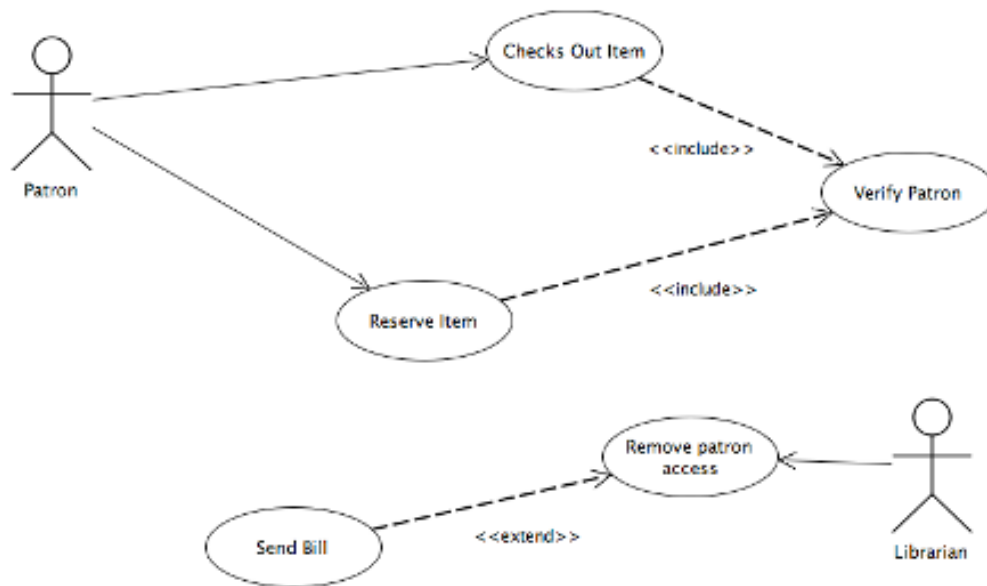 Checks Out Item
<<include>>
Patron
Verify Patron
<<include>>
Reserve Item
Remove patron
access
<<extend>>
Send Bill
Librarian